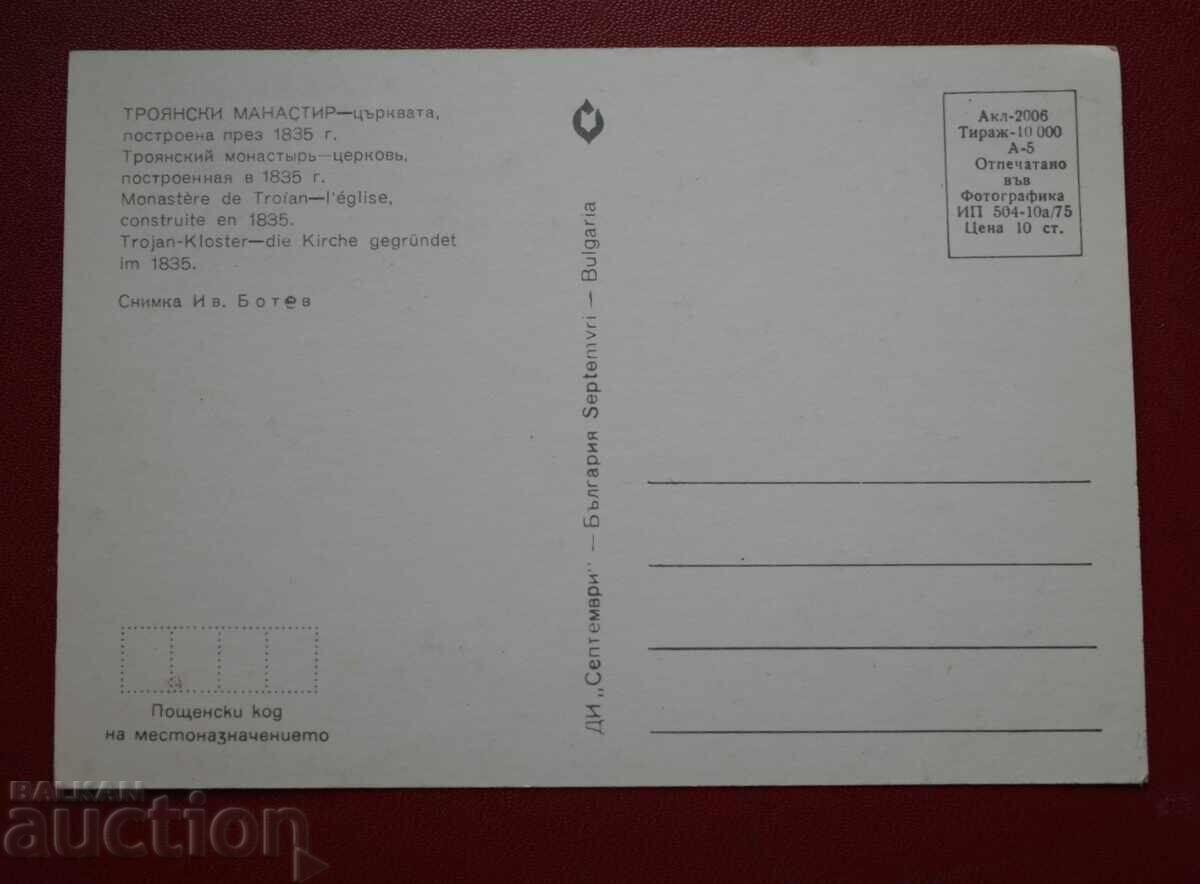 ТРОЯНСКИ МАНАСТИР—църквата,
построена през 1835 г.
Троянский монастырь—церковь,
построенная в 1835 г.
Monastère de Troïan—l'église,
construite en 1835.
Trojan-Kloster—die Kirche gegründet
im 1835.
Снимка Ив. Ботев
Пощенски код
на местоназначението
ДИ „Септември" — България Septemvri — Bulgaria
Акл-2006
Тираж-10 000
А-5
Отпечатано
във
Фотографика
ИП 504-10а/75
Цена 10 ст.
BALKAN
auction